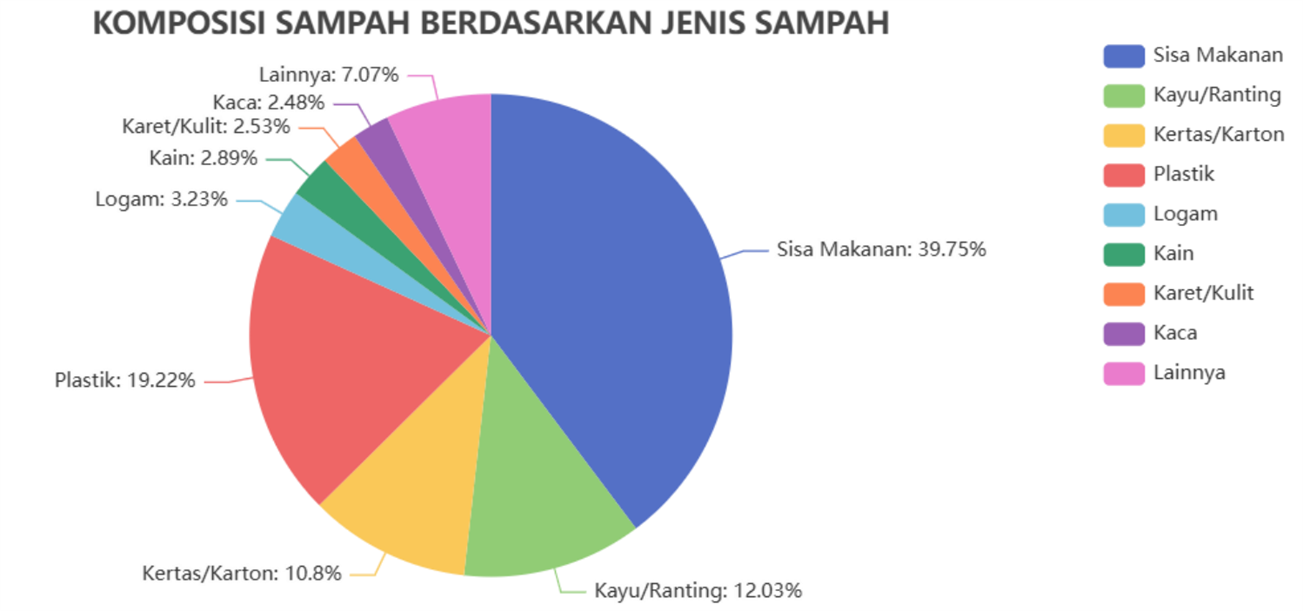 KOMPOSISI SAMPAH BERDASARKAN JENIS SAMPAH
Lainnya: 7.07%
Kaca: 2.48%
Karet/Kulit: 2.53%
Kain: 2.89%
Logam: 3.23%
Sisa Makanan: 39.75%
Plastik: 19.22%
Kertas/Karton: 10.8%
Kayu/Ranting: 12.03%
Sisa Makanan
Kayu/Ranting
Kertas/Karton
Plastik
Logam
Kain
Karet/Kulit
Kaca
Lainnya